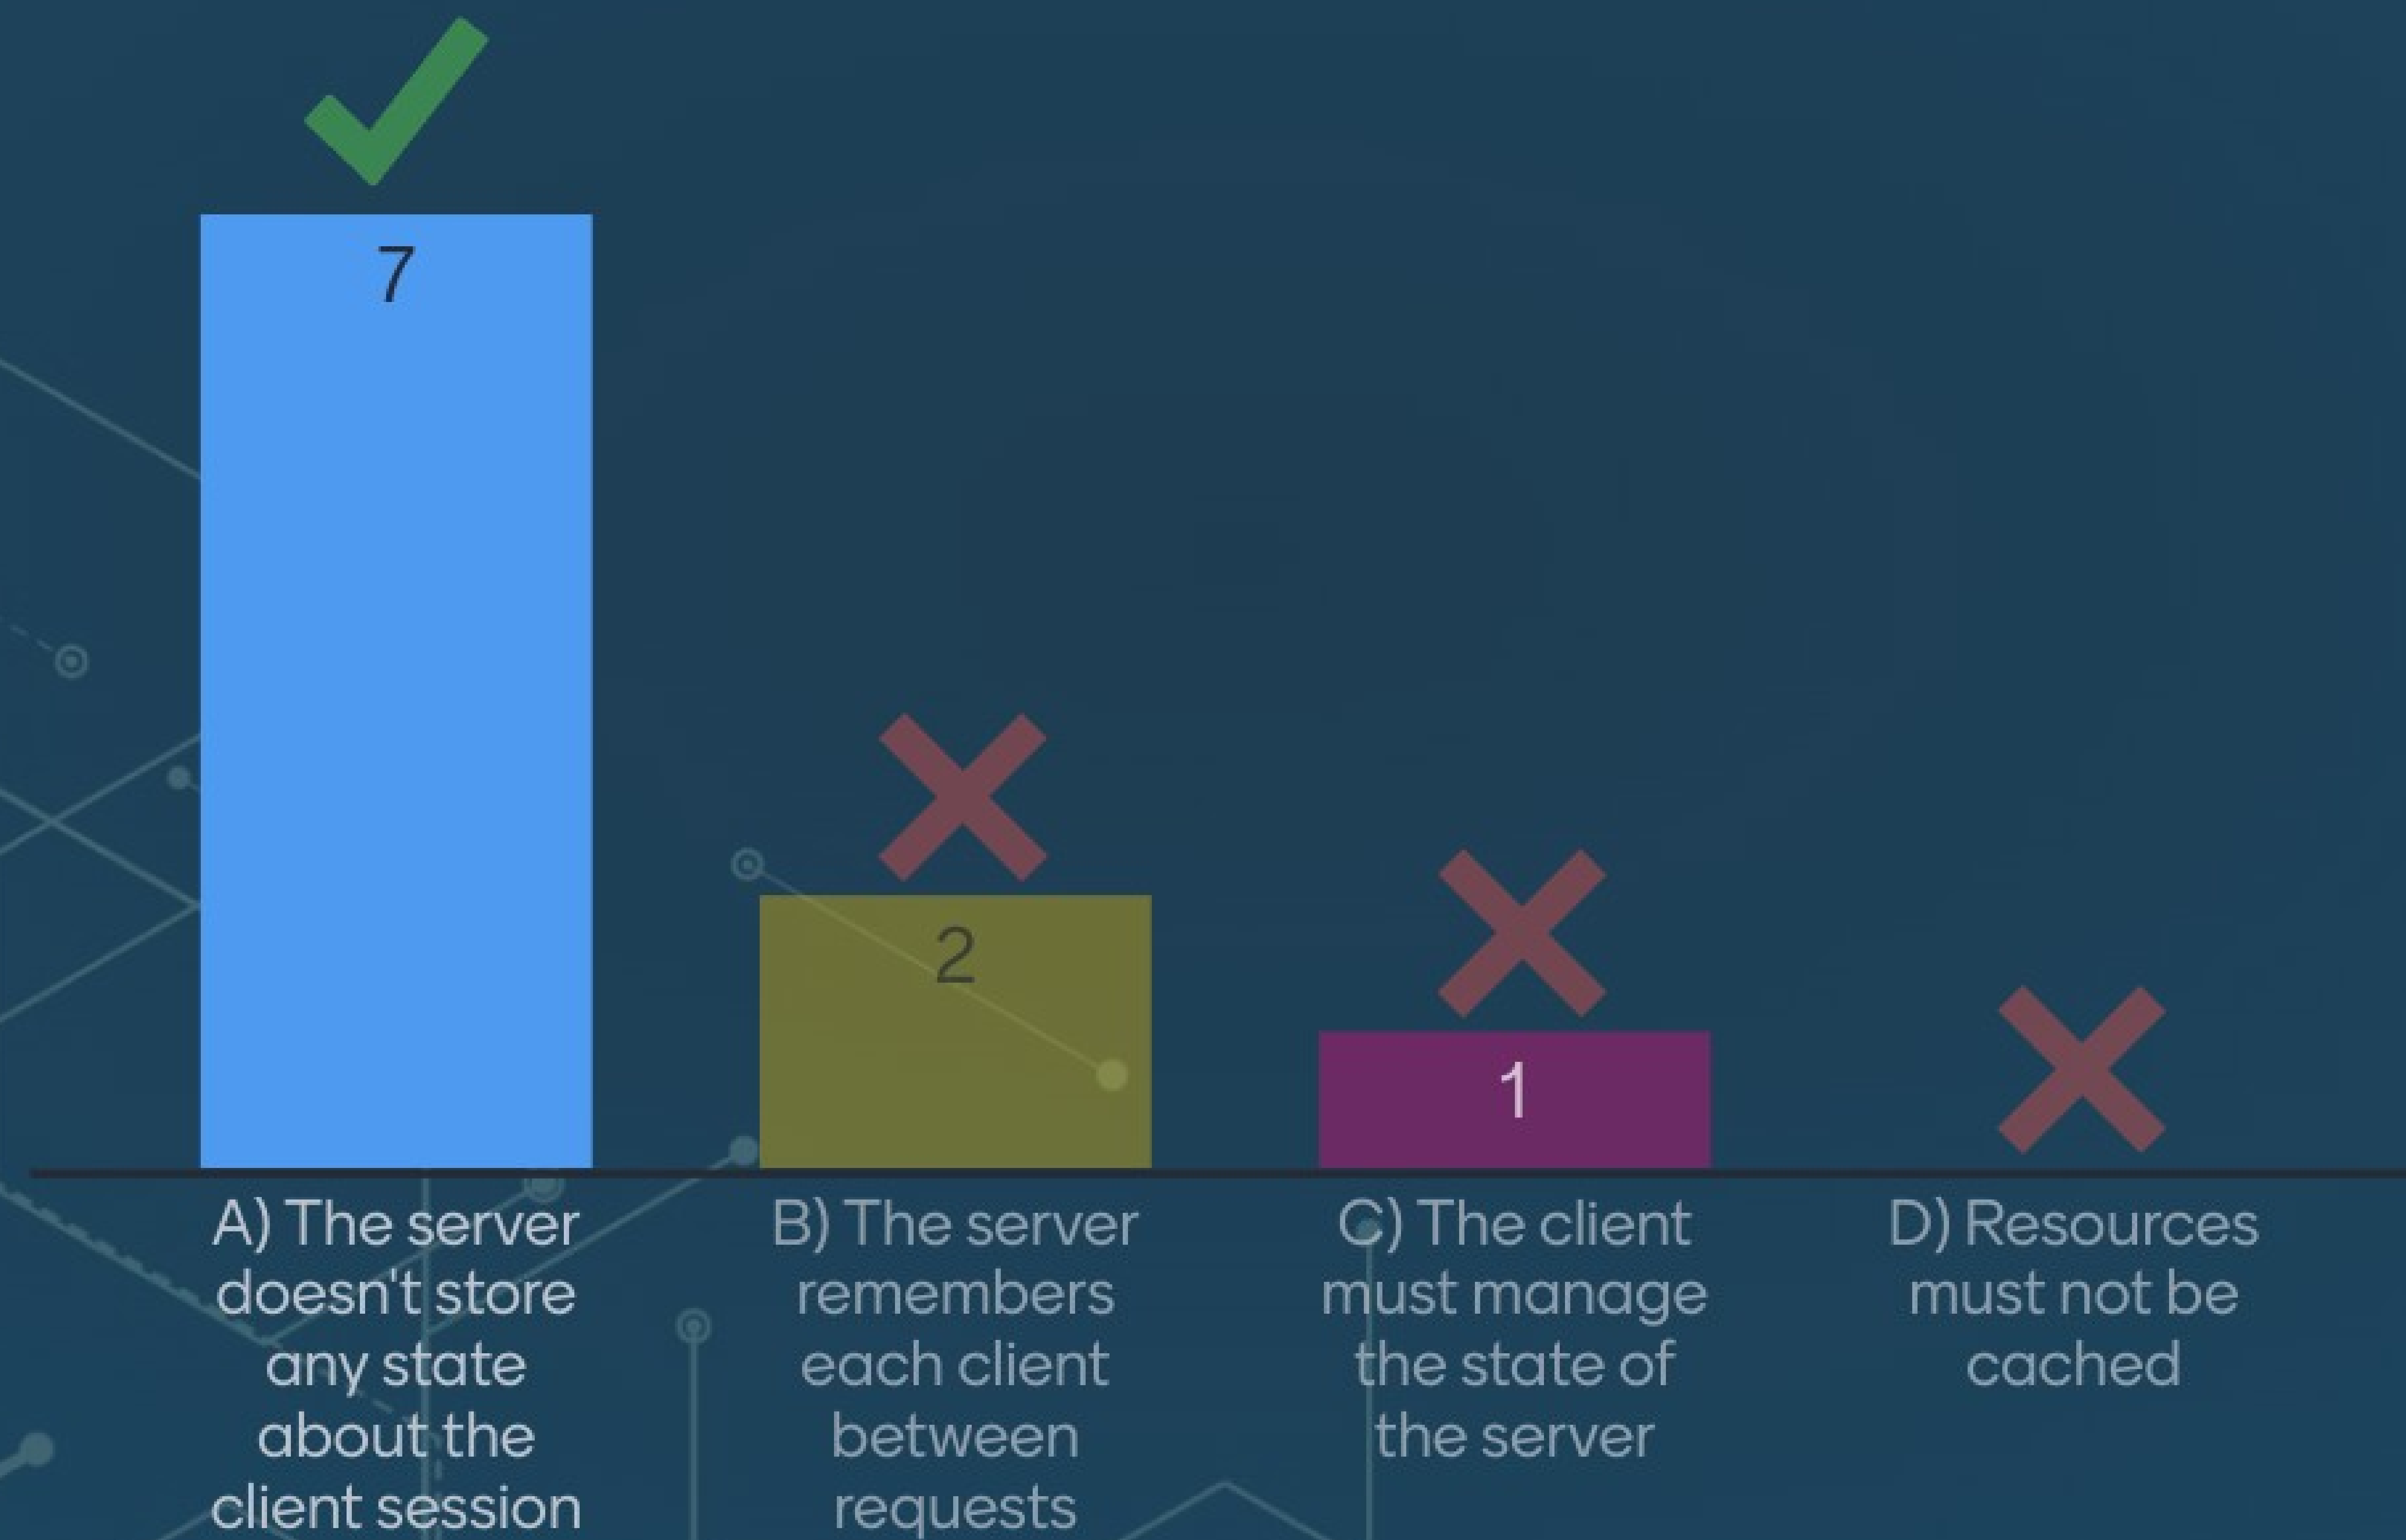 7
2
1
A) The server
doesn't store
any state
about the
client session
B) The server
remembers
each client
between
requests
C) The client
must manage
the state of
the server
D) Resources
must not be
cached